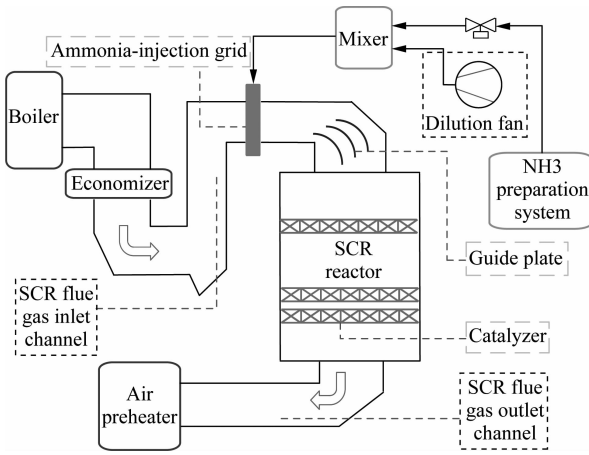 Ammonia-injection grid
Mixer
Boiler
Dilution fan
Economizer
NH3
preparation
system
SCR
reactor
Guide plate
SCR flue
gas inlet
channel
Catalyzer
Air
preheater
SCR flue
gas outlet
channel